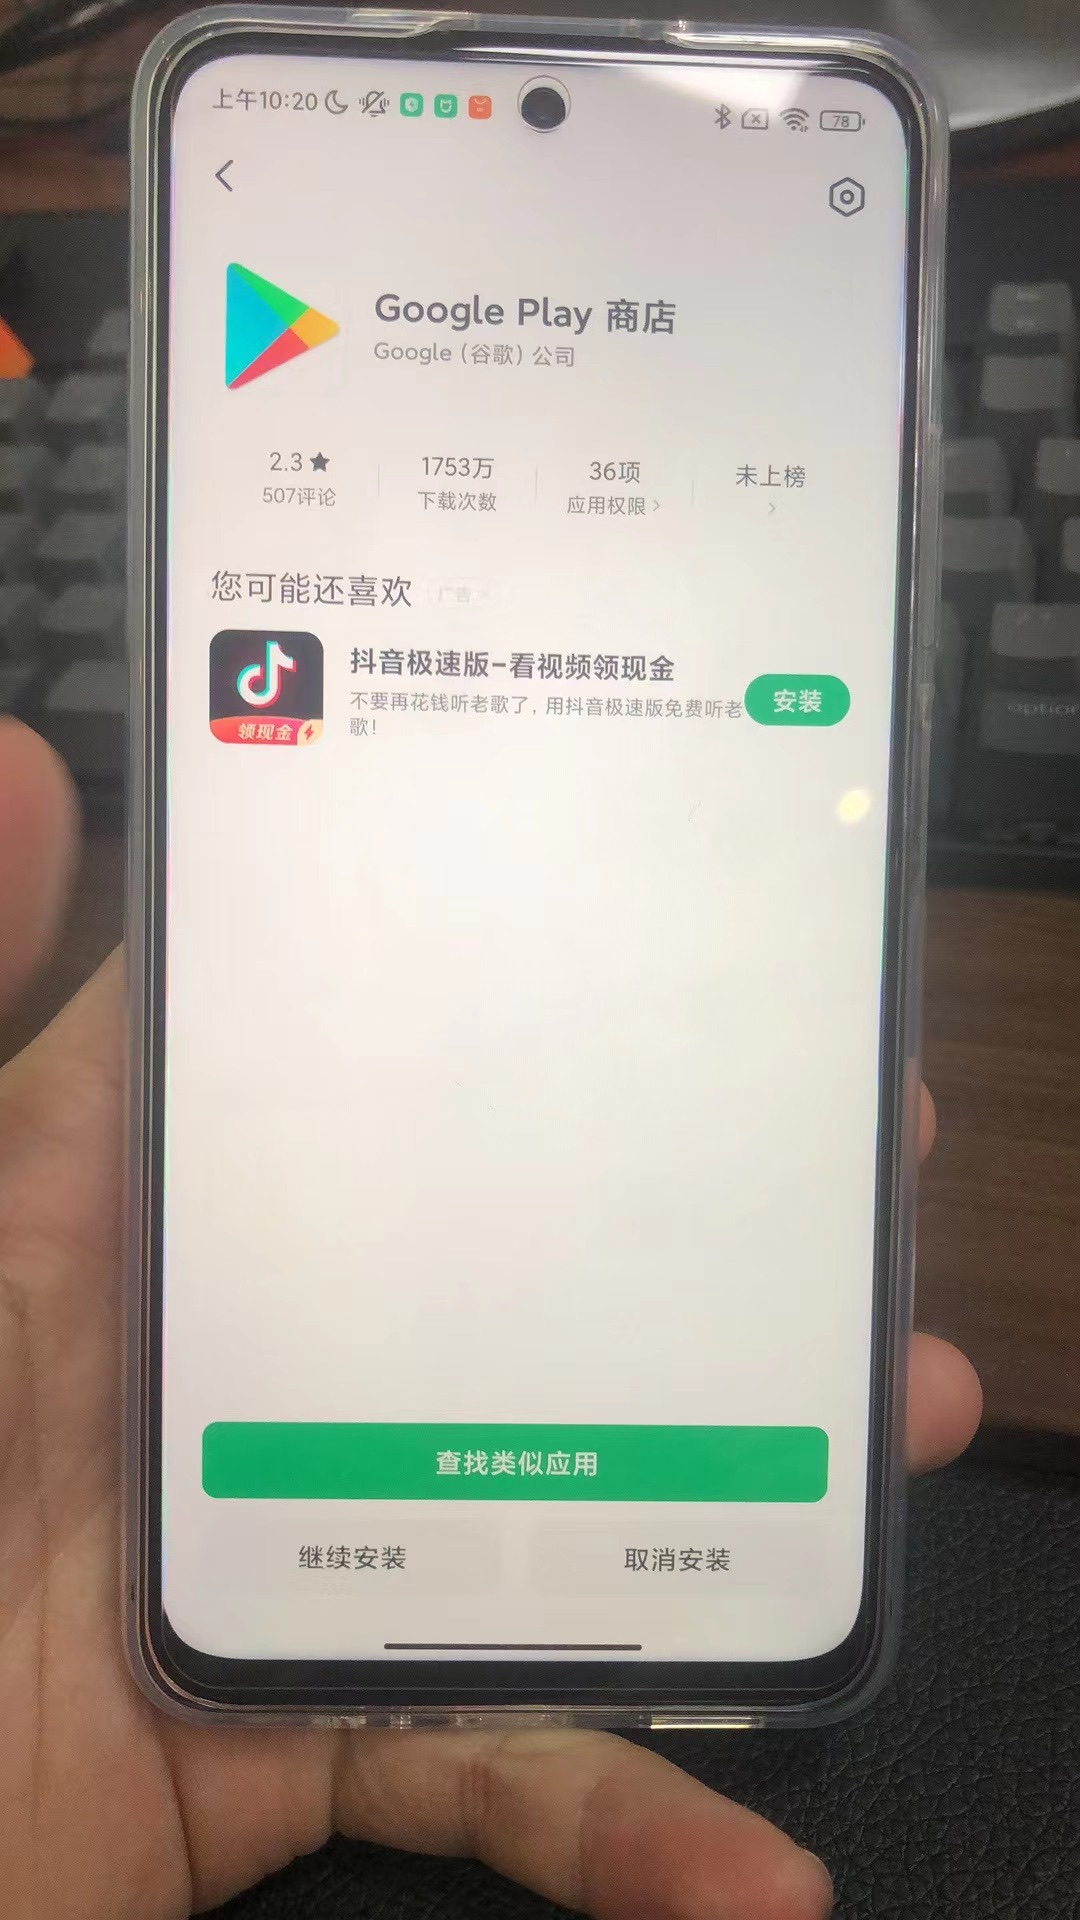 上午10:20
78
Google Play 商店
Google (谷歌) 公司
2.3★ 1753万 36项 未上榜
507评论 下载次数 应用权限 > >
您可能还喜欢 广告
抖音极速版-看视频领现金
不要再花钱听老歌了, 用抖音极速版免费听老
歌!
安装
领现金
option
查找类似应用
继续安装 取消安装